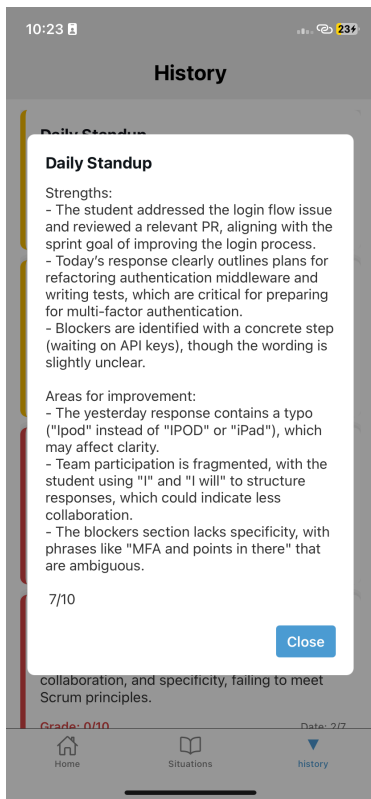 10:23
23
History
Daily Standup
Daily Standup
Strengths:
- The student addressed the login flow issue
and reviewed a relevant PR, aligning with the
sprint goal of improving the login process.
- Today's response clearly outlines plans for
refactoring authentication middleware and
writing tests, which are critical for preparing
for multi-factor authentication.
- Blockers are identified with a concrete step
(waiting on API keys), though the wording is
slightly unclear.
Areas for improvement:
- The yesterday response contains a typo
("Ipod" instead of "IPOD" or "iPad"), which
may affect clarity.
- Team participation is fragmented, with the
student using "I" and "I will" to structure
responses, which could indicate less
collaboration.
- The blockers section lacks specificity, with
phrases like "MFA and points in there" that
are ambiguous.
7/10
Close
collaboration, and specificity, failing to meet
Scrum principles.
Grade: 0/10 Date: 2/7
Home Situations history